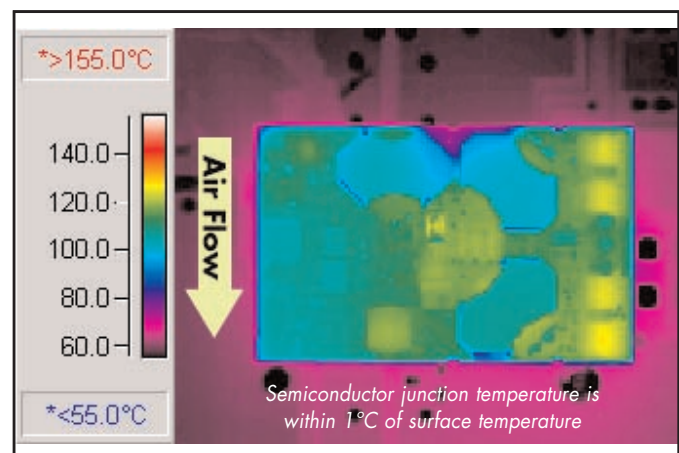 *>155.0°C
140.0
120.0
100.0
80.0
60.0
*<55.0°C
Air Flow
Semiconductor junction temperature is
within 1°C of surface temperature